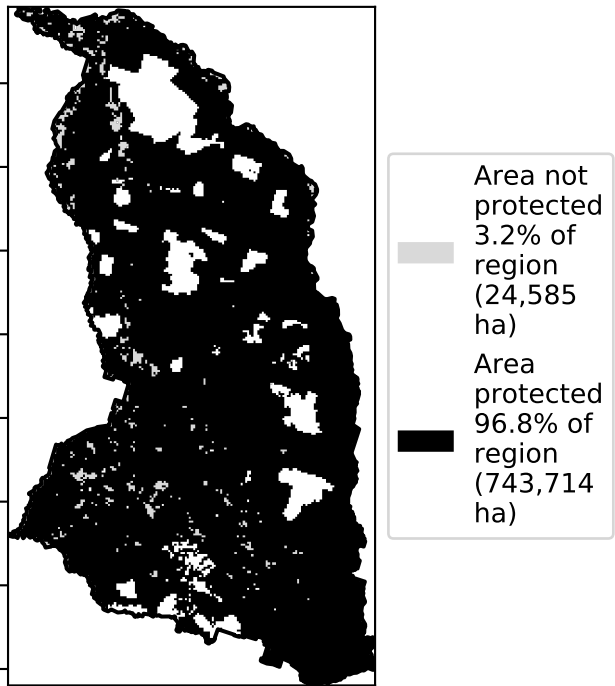 Area not
protected
3.2% of
region
(24,585
ha)
Area
protected
96.8% of
region
(743,714
ha)